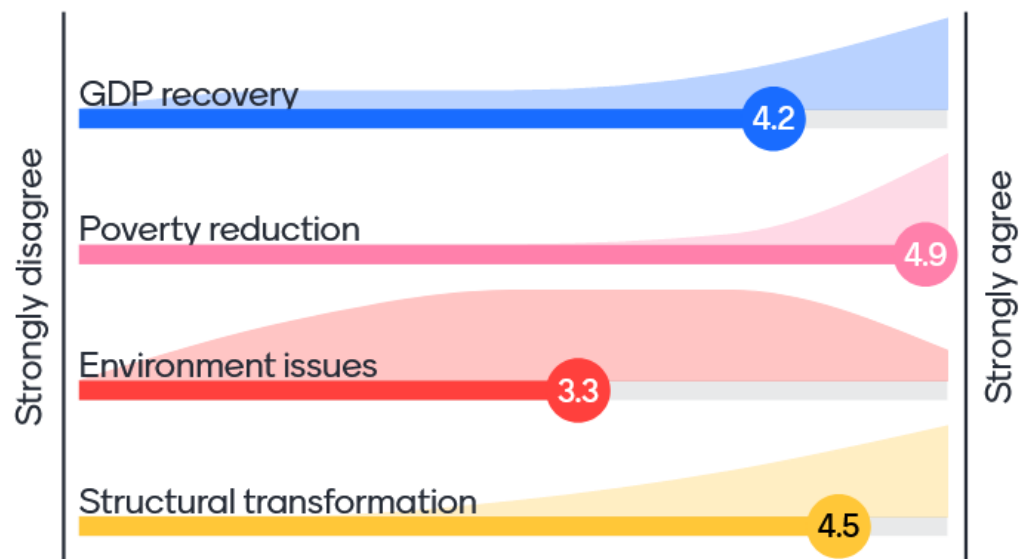 Strongly disagree
GDP recovery
4.2
Poverty reduction
4.9
Environment issues
3.3
Structural transformation
4.5
Strongly agree